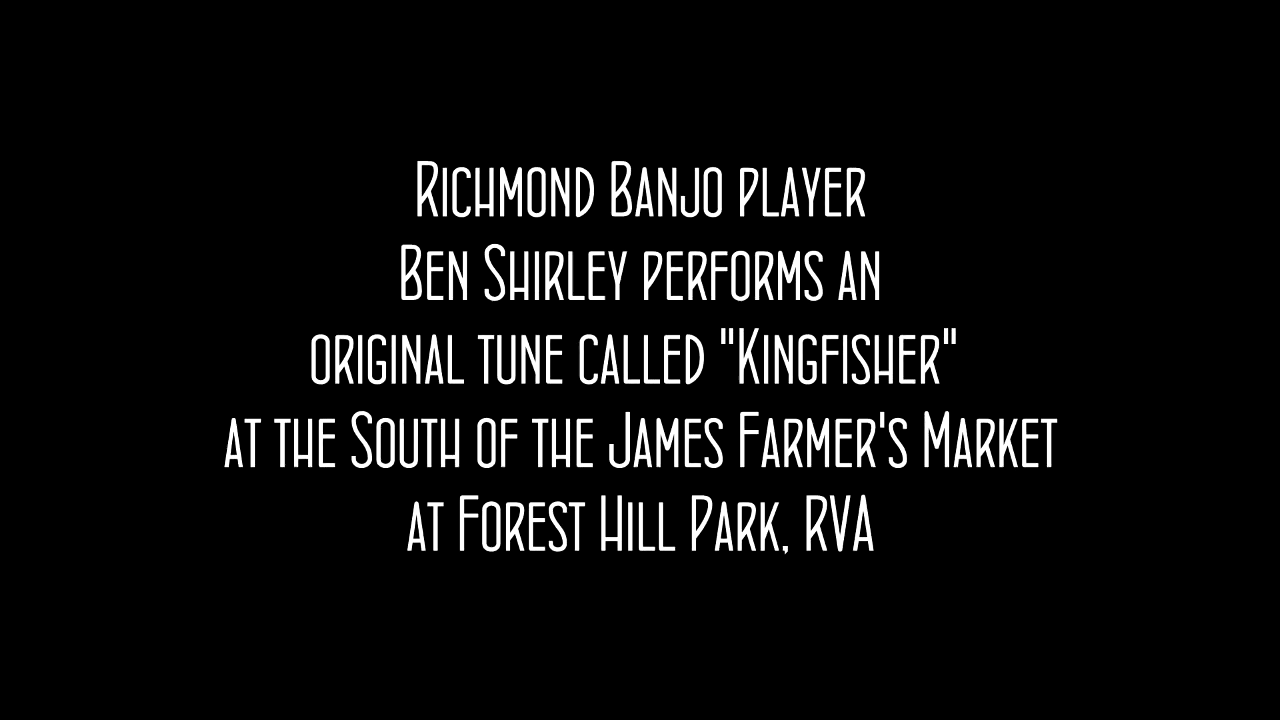 Richmond Banjo player
Ben Shirley performs an
original tune called "Kingfisher"
at the South of the James Farmer's Market
at Forest Hill Park, RVA